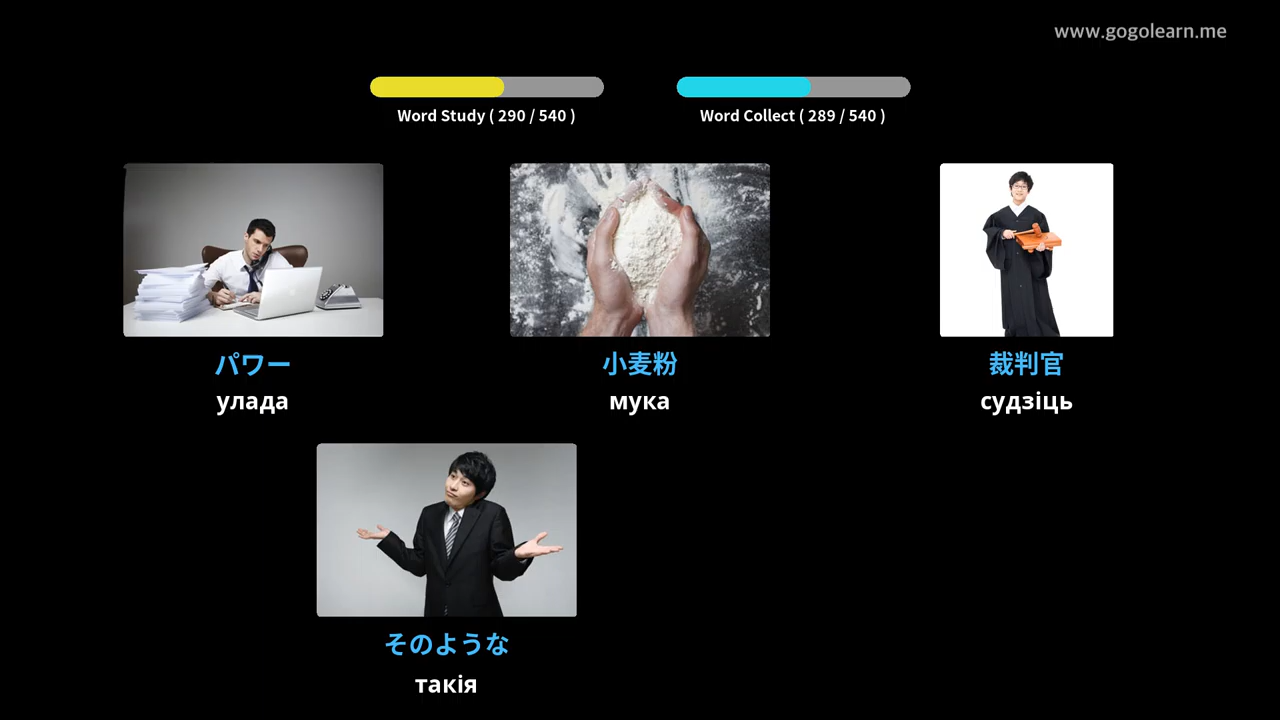 www.gogolearn.me
Word Study ( 290 / 540 )
Word Collect ( 289 / 540 )
パワー
улада
小麦粉
мука
裁判官
судзіць
そのような
такія